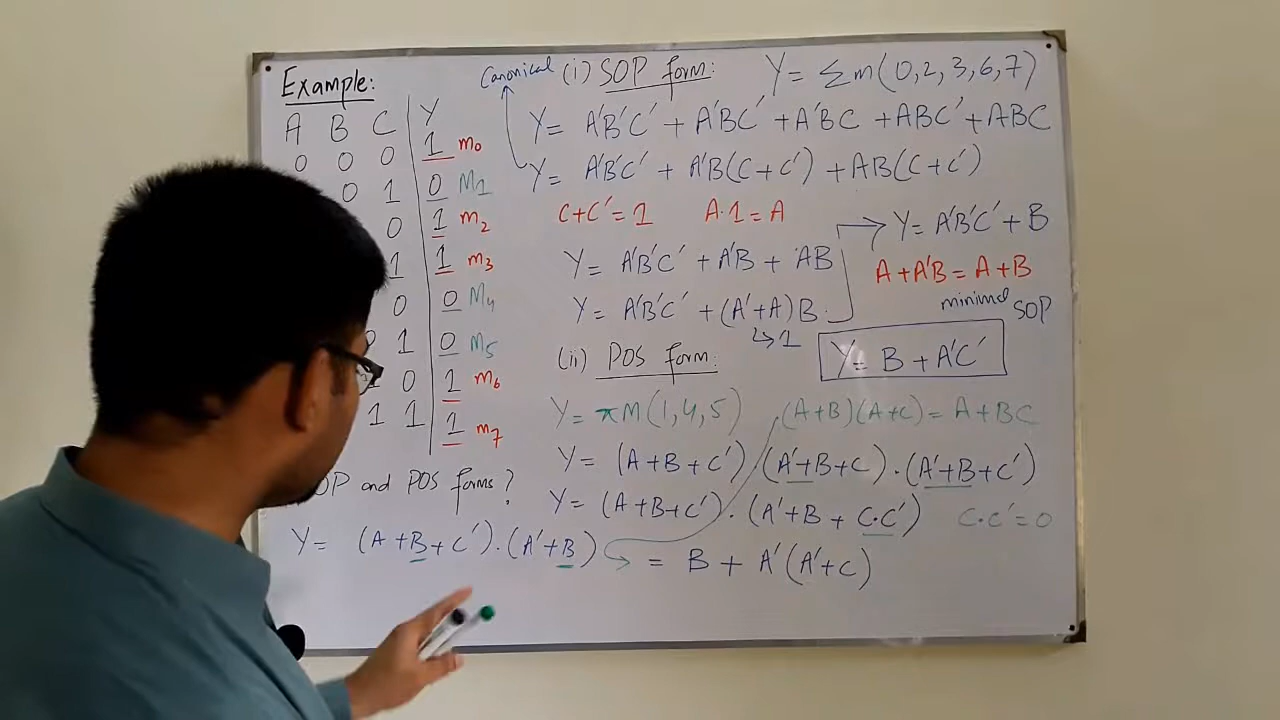 Example:
A B C Y
0 0 0 1 m₀
0 1 0 M₁
0 1 m₂
1 1 m₃
0 0 M₄
0 1 0 M₅
1 0 1 m₆
1 1 1 m₇
OP and POS forms?
Canonical (i) SOP form: Y = Σm(0,2,3,6,7)
Y = A'B'C' + A'BC' + A'BC + ABC' + ABC
Y = A'B'C' + A'B(C+C') + AB(C+C')
C+C' = 1 A·1 = A
Y = A'B'C' + B
Y = A'B'C' + A'B + AB
A + A'B = A + B
Y = A'B'C' + (A'+A)B
↳1
minimal SOP
Y = B + A'C'
(ii) POS form:
Y = πM(1,4,5) (A+B)(A+C) = A+BC
Y = (A+B+C') (A'+B+C)·(A'+B+C')
Y = (A+B+C')·(A'+B+C·C') C·C' = 0
Y = (A+B+C')·(A'+B) = B + A'(A'+C)